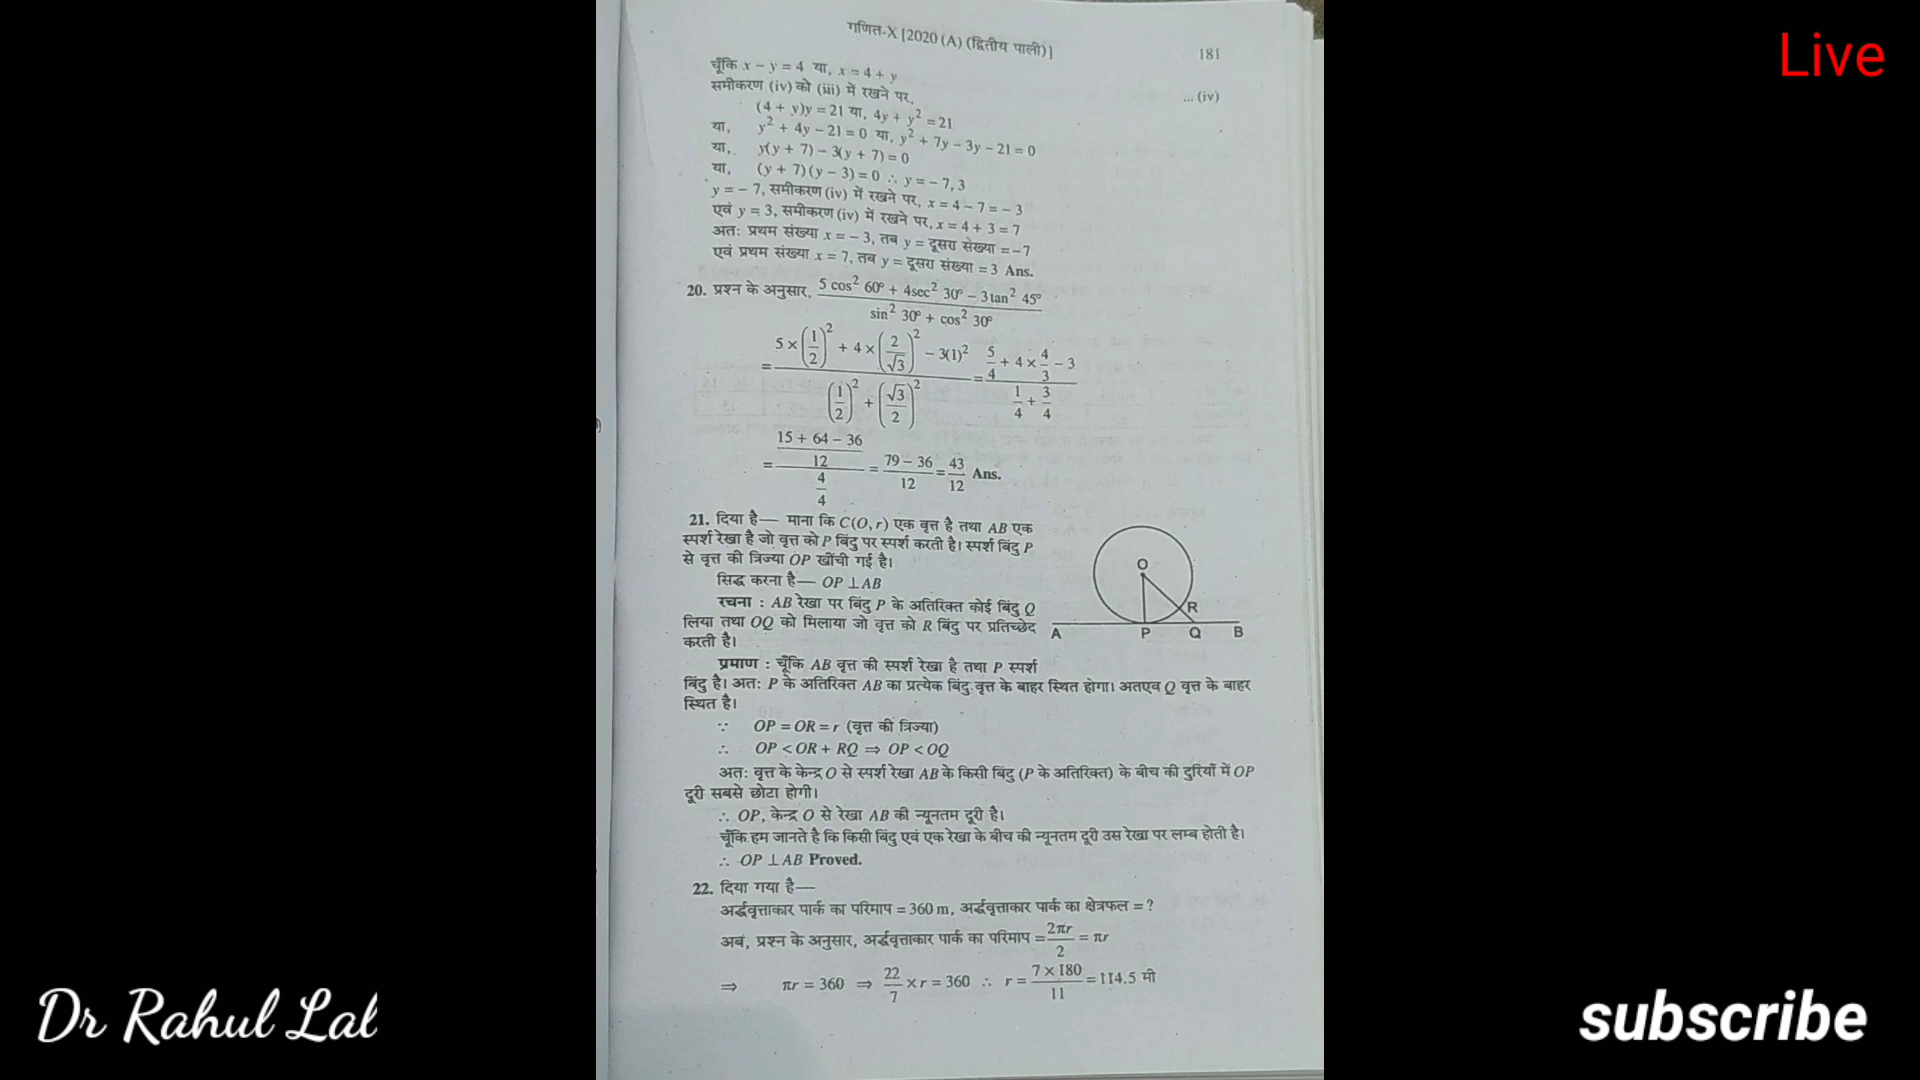 गणित-X [2020 (A) (द्वितीय पाली)]
181
Live
चूँकि x − y = 4 या, x = 4 + y ... (iv)
समीकरण (iv) को (iii) में रखने पर,
(4 + y)y = 21 या, 4y + y² = 21
या, y² + 4y − 21 = 0 या, y² + 7y − 3y − 21 = 0
या, y(y + 7) − 3(y + 7) = 0
या, (y + 7)(y − 3) = 0 ∴ y = − 7, 3
y = − 7, समीकरण (iv) में रखने पर, x = 4 − 7 = − 3
एवं y = 3, समीकरण (iv) में रखने पर, x = 4 + 3 = 7
अतः प्रथम संख्या x = − 3, तब y = दूसरा संख्या = −7
एवं प्रथम संख्या x = 7, तब y = दूसरा संख्या = 3 Ans.
20. प्रश्न के अनुसार, (5 cos² 60° + 4sec² 30° − 3tan² 45°)/(sin² 30° + cos² 30°)
= (5 × (1/2)² + 4 × (2/√3)² − 3(1)²)/((1/2)² + (√3/2)²) = (5/4 + 4 × 4/3 − 3)/(1/4 + 3/4)
= ((15 + 64 − 36)/12)/(4/4) = (79 − 36)/12 = 43/12 Ans.
21. दिया है— माना कि C(O, r) एक वृत्त है तथा AB एक
स्पर्श रेखा है जो वृत्त को P बिंदु पर स्पर्श करती है। स्पर्श बिंदु P
से वृत्त की त्रिज्या OP खींची गई है।
सिद्ध करना है— OP ⊥ AB
रचना : AB रेखा पर बिंदु P के अतिरिक्त कोई बिंदु Q
लिया तथा OQ को मिलाया जो वृत्त को R बिंदु पर प्रतिच्छेद
करती है।
O
R
A P Q B
प्रमाण : चूँकि AB वृत्त की स्पर्श रेखा है तथा P स्पर्श
बिंदु है। अतः P के अतिरिक्त AB का प्रत्येक बिंदु वृत्त के बाहर स्थित होगा। अतएव Q वृत्त के बाहर
स्थित है।
∵ OP = OR = r (वृत्त की त्रिज्या)
∴ OP < OR + RQ ⇒ OP < OQ
अतः वृत्त के केन्द्र O से स्पर्श रेखा AB के किसी बिंदु (P के अतिरिक्त) के बीच की दुरियाँ में OP
दूरी सबसे छोटा होगी।
∴ OP, केन्द्र O से रेखा AB की न्यूनतम दूरी है।
चूँकि हम जानते है कि किसी बिंदु एवं एक रेखा के बीच की न्यूनतम दूरी उस रेखा पर लम्ब होती है।
∴ OP ⊥ AB Proved.
22. दिया गया है—
अर्द्धवृत्ताकार पार्क का परिमाप = 360 m, अर्द्धवृत्ताकार पार्क का क्षेत्रफल = ?
अब, प्रश्न के अनुसार, अर्द्धवृत्ताकार पार्क का परिमाप = 2πr/2 = πr
⇒ πr = 360 ⇒ 22/7 × r = 360 ∴ r = (7 × 180)/11 = 114.5 मी
Dr Rahul Lal
subscribe